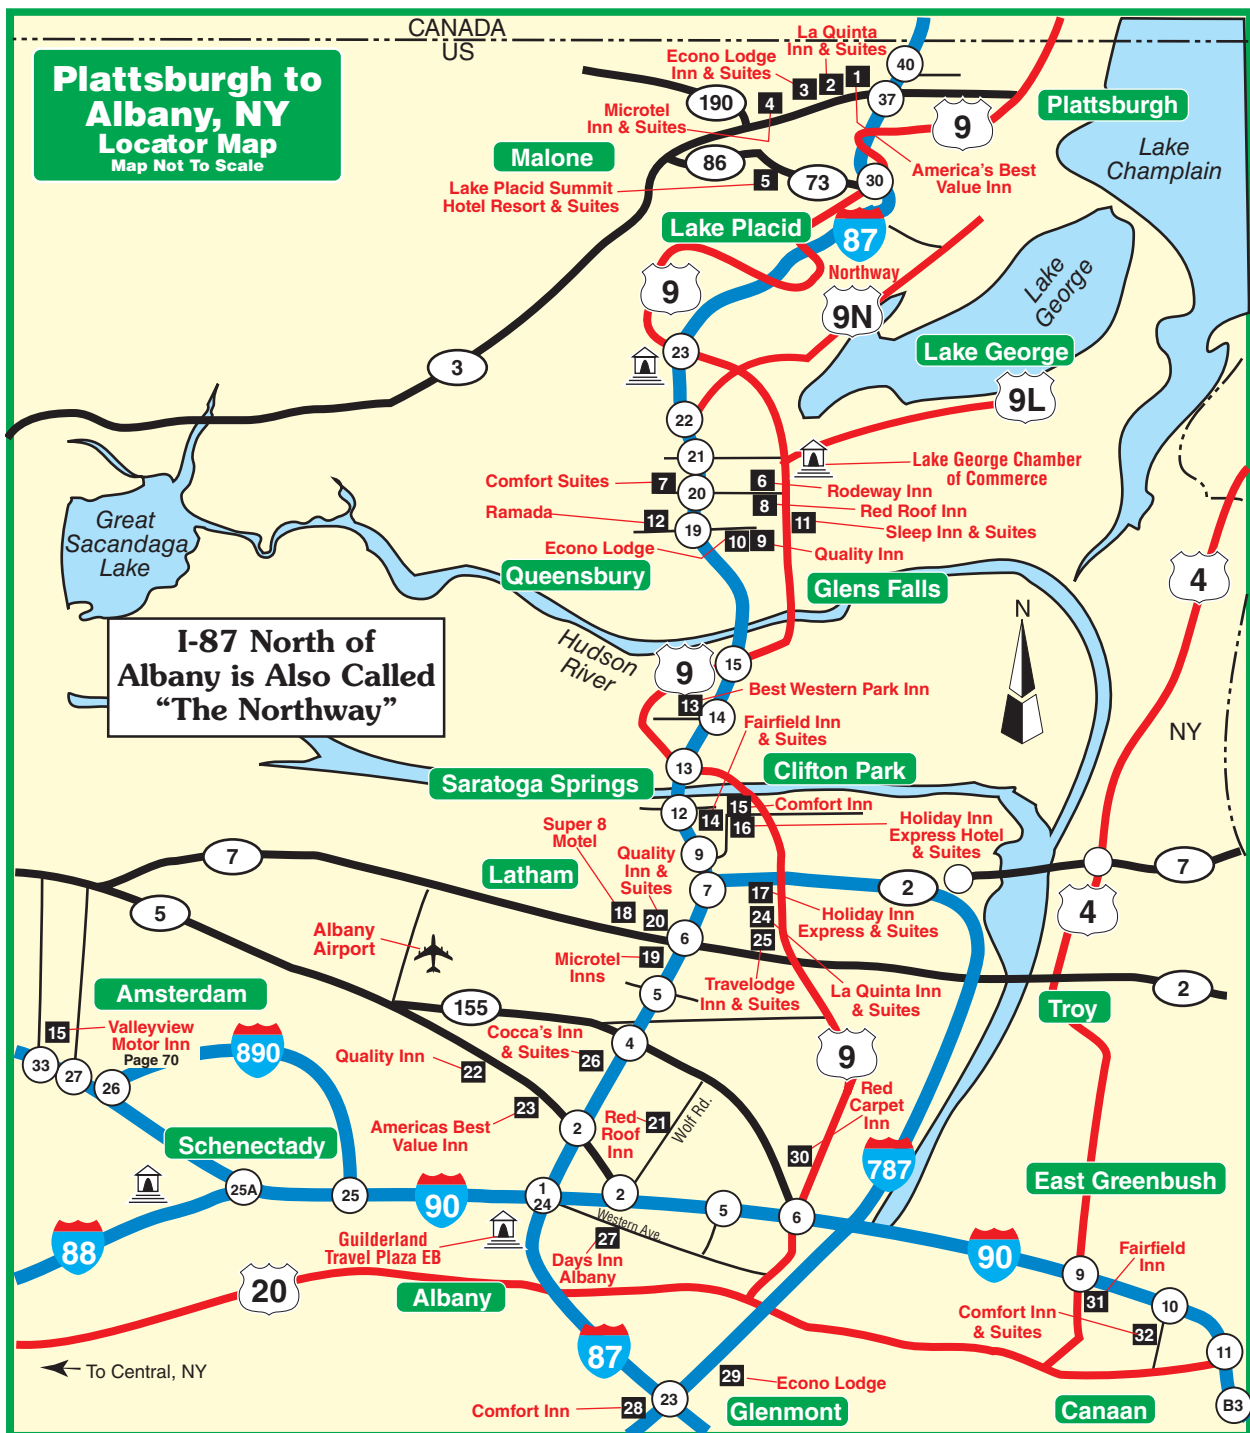 CANADA
US
Plattsburgh to
Albany, NY
Locator Map
Map Not To Scale
La Quinta
Inn & Suites
Econo Lodge
Inn & Suites
Microtel
Inn & Suites
3
2
1
4
40
37
190
9
Plattsburgh
Malone
86
73
5
30
Lake Placid Summit
Hotel Resort & Suites
America's Best
Value Inn
Lake
Champlain
Lake Placid
87
Northway
9
9N
Lake
George
Lake George
9L
23
3
22
21
20
19
Lake George Chamber
of Commerce
Comfort Suites
7
6
Rodeway Inn
8
Red Roof Inn
Ramada
12
11
Sleep Inn & Suites
Econo Lodge
10
9
Quality Inn
Great
Sacandaga
Lake
Queensbury
Glens Falls
4
N
I-87 North of
Albany is Also Called
“The Northway”
Hudson
River
9
15
13
Best Western Park Inn
14
Fairfield Inn
& Suites
NY
13
Clifton Park
Saratoga Springs
12
14
15
Comfort Inn
16
Holiday Inn
Express Hotel
& Suites
Super 8
Motel
Quality
Inn &
Suites
9
7
7
Latham
7
2
4
5
18
20
17
Holiday Inn
Express & Suites
24
25
6
Albany
Airport
Microtel
Inns
19
Travelodge
Inn & Suites
La Quinta Inn
& Suites
5
2
Amsterdam
155
Troy
15
Valleyview
Motor Inn
Page 70
890
Quality Inn
22
Cocca's Inn
& Suites
26
4
9
33
27
26
Red
Carpet
Inn
Americas Best
Value Inn
23
2
Red
Roof
Inn
21
Wolf Rd.
30
787
Schenectady
East Greenbush
25A
25
90
1
24
2
5
6
Western Ave.
88
Guilderland
Travel Plaza EB
27
Days Inn
Albany
90
Fairfield
Inn
20
Albany
9
31
10
Comfort Inn
& Suites
32
87
11
To Central, NY
29
Econo Lodge
Comfort Inn
28
23
Glenmont
Canaan
B3